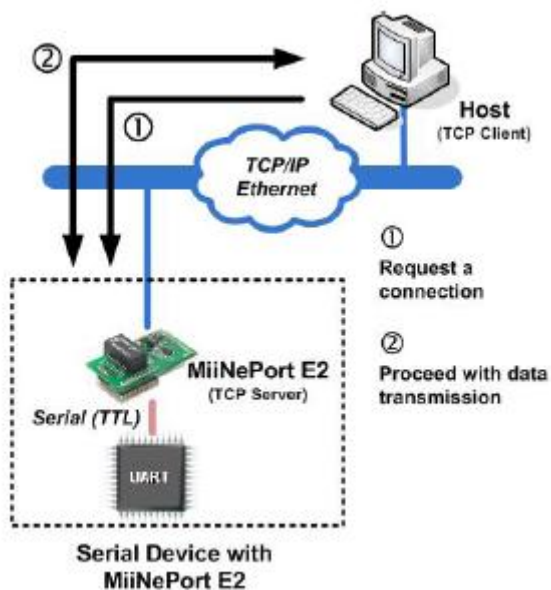 ②
①
Host
(TCP Client)
TCP/IP
Ethernet
①
Request a
connection
②
Proceed with data
transmission
MiiNePort E2
(TCP Server)
Serial (TTL)
UART
Serial Device with
MiiNePort E2